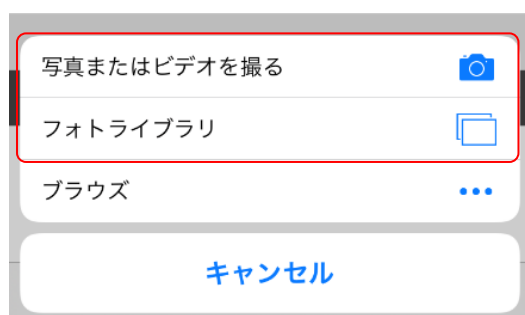 写真またはビデオを撮る
フォトライブラリ
ブラウズ
キャンセル